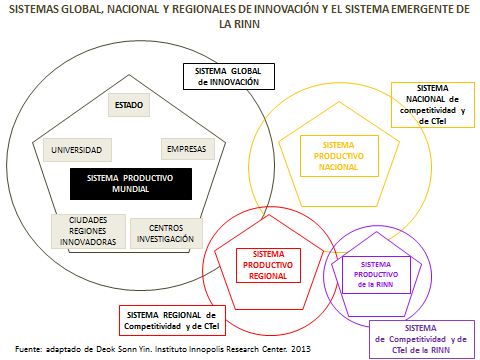 SISTEMAS GLOBAL, NACIONAL Y REGIONALES DE INNOVACIÓN Y EL SISTEMA EMERGENTE DE
LA RINN
SISTEMA GLOBAL
de INNOVACIÓN
ESTADO
UNIVERSIDAD
EMPRESAS
SISTEMA PRODUCTIVO
MUNDIAL
CIUDADES
REGIONES
INNOVADORAS
CENTROS
INVESTIGACIÓN
SISTEMA
NACIONAL de
competitividad y
de CTeI
SISTEMA
PRODUCTIVO
NACIONAL
SISTEMA
PRODUCTIVO
REGIONAL
SISTEMA
PRODUCTIVO
de la RINN
SISTEMA REGIONAL de
Competitividad y de CTeI
SISTEMA
de Competitividad y de
CTeI de la RINN
Fuente: adaptado de Deok Sonn Yin. Instituto Innopolis Research Center. 2013